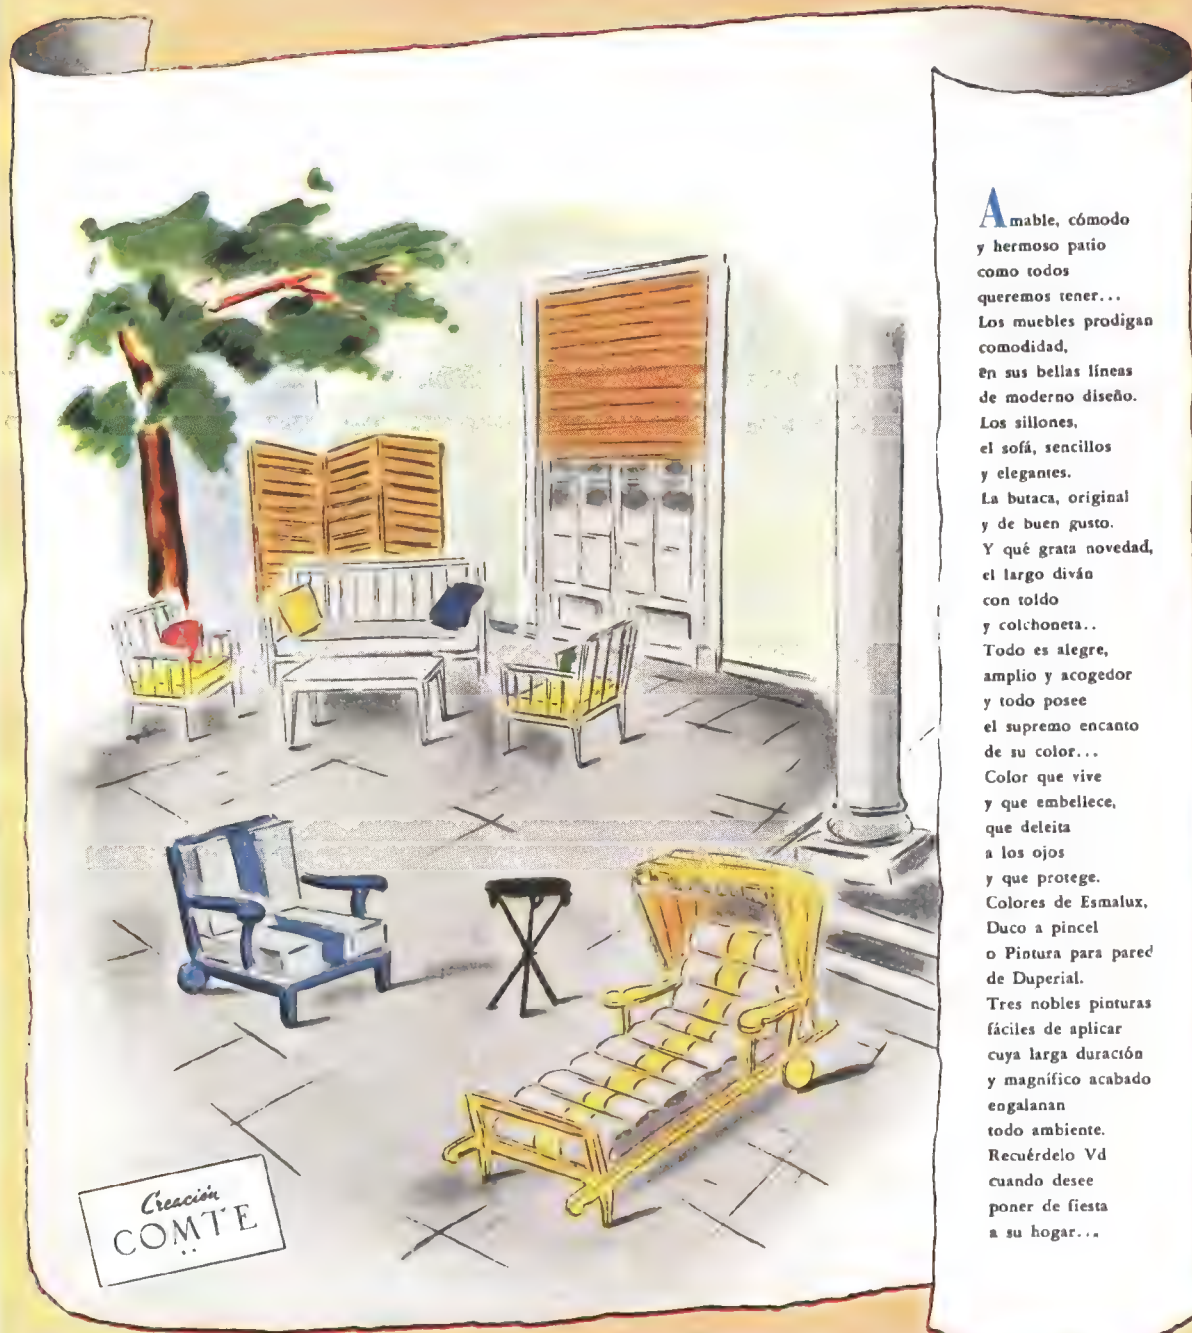 Amable, cómodo
y hermoso patio
como todos
queremos tener...
Los muebles prodigan
comodidad,
en sus bellas líneas
de moderno diseño.
Los sillones,
el sofá, sencillos
y elegantes.
La butaca, original
y de buen gusto.
Y qué grata novedad,
el largo diván
con toldo
y colchoneta..
Todo es alegre,
amplio y acogedor
y todo posee
el supremo encanto
de su color...
Color que vive
y que embellece,
que deleita
a los ojos
y que protege.
Colores de Esmalux,
Duco a pincel
o Pintura para pared
de Duperial.
Tres nobles pinturas
fáciles de aplicar
cuya larga duración
y magnífico acabado
engalanan
todo ambiente.
Recuérdelo Vd
cuando desee
poner de fiesta
a su hogar...
Creación
COMTE